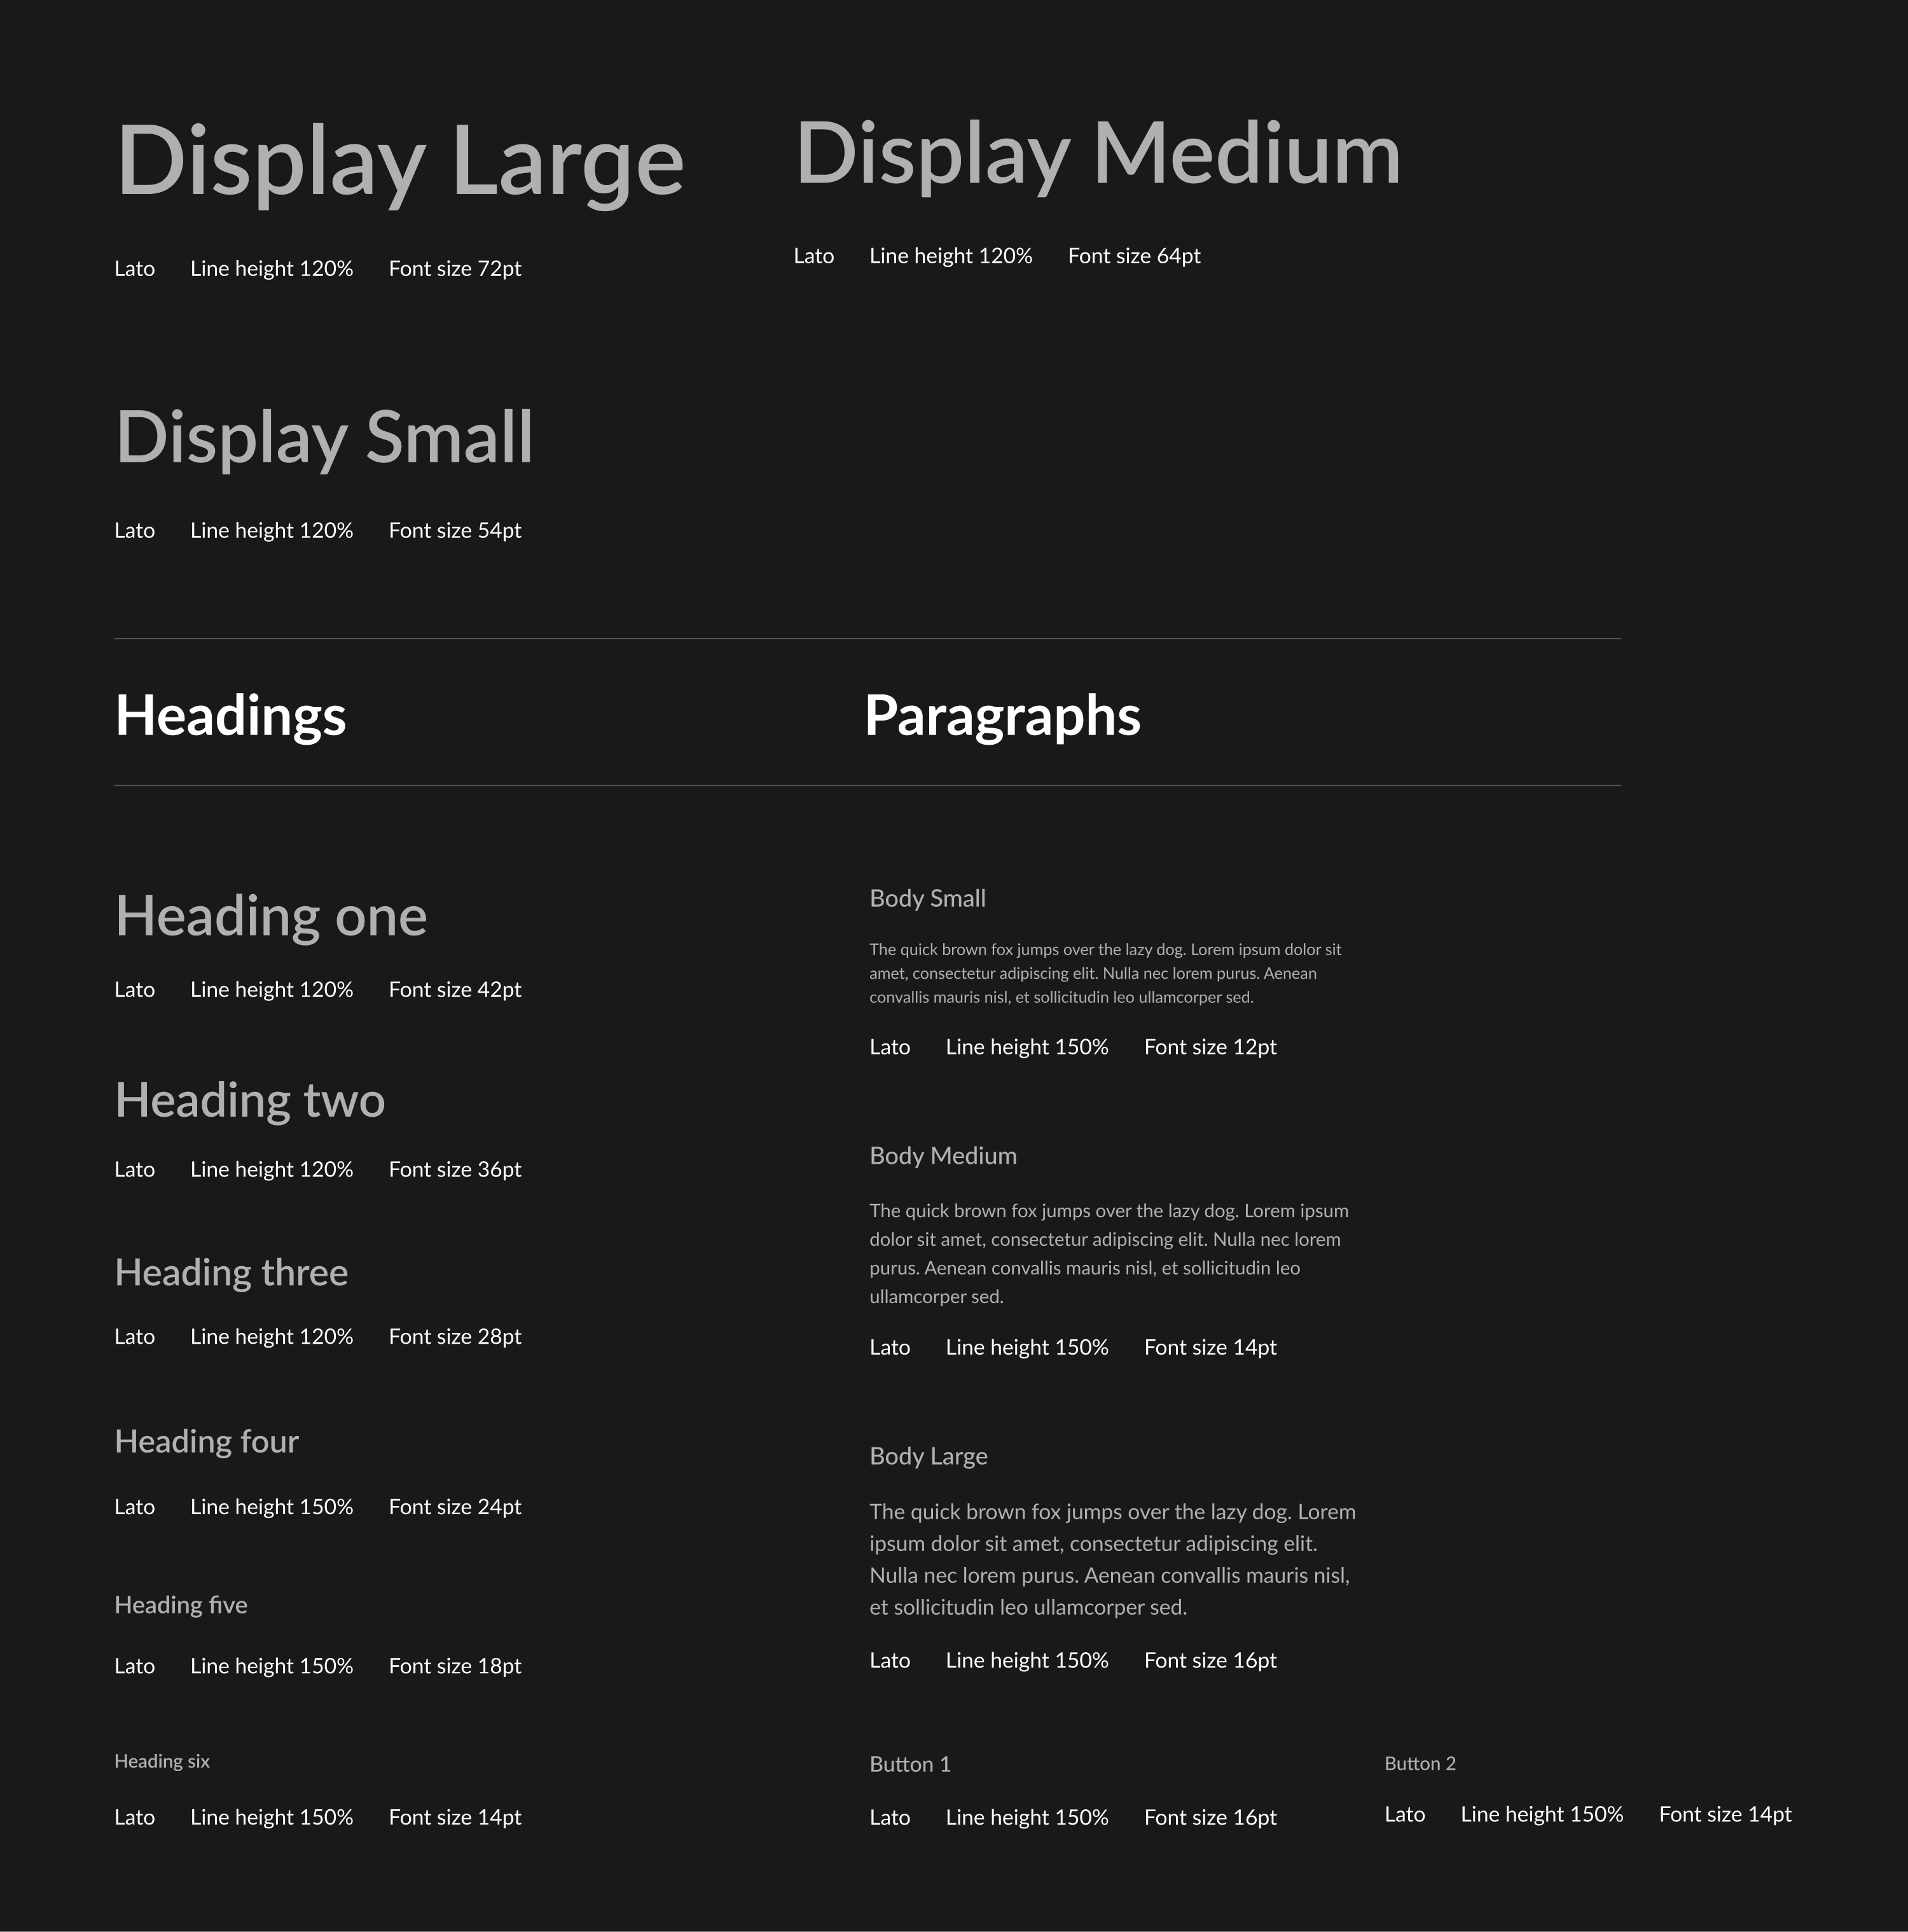 Display Large
Lato Line height 120% Font size 72pt
Display Medium
Lato Line height 120% Font size 64pt
Display Small
Lato Line height 120% Font size 54pt
Headings
Heading one
Lato Line height 120% Font size 42pt
Heading two
Lato Line height 120% Font size 36pt
Heading three
Lato Line height 120% Font size 28pt
Heading four
Lato Line height 150% Font size 24pt
Heading five
Lato Line height 150% Font size 18pt
Heading six
Lato Line height 150% Font size 14pt
Paragraphs
Body Small
The quick brown fox jumps over the lazy dog. Lorem ipsum dolor sit
amet, consectetur adipiscing elit. Nulla nec lorem purus. Aenean
convallis mauris nisl, et sollicitudin leo ullamcorper sed.
Lato Line height 150% Font size 12pt
Body Medium
The quick brown fox jumps over the lazy dog. Lorem ipsum
dolor sit amet, consectetur adipiscing elit. Nulla nec lorem
purus. Aenean convallis mauris nisl, et sollicitudin leo
ullamcorper sed.
Lato Line height 150% Font size 14pt
Body Large
The quick brown fox jumps over the lazy dog. Lorem
ipsum dolor sit amet, consectetur adipiscing elit.
Nulla nec lorem purus. Aenean convallis mauris nisl,
et sollicitudin leo ullamcorper sed.
Lato Line height 150% Font size 16pt
Button 1
Lato Line height 150% Font size 16pt
Button 2
Lato Line height 150% Font size 14pt